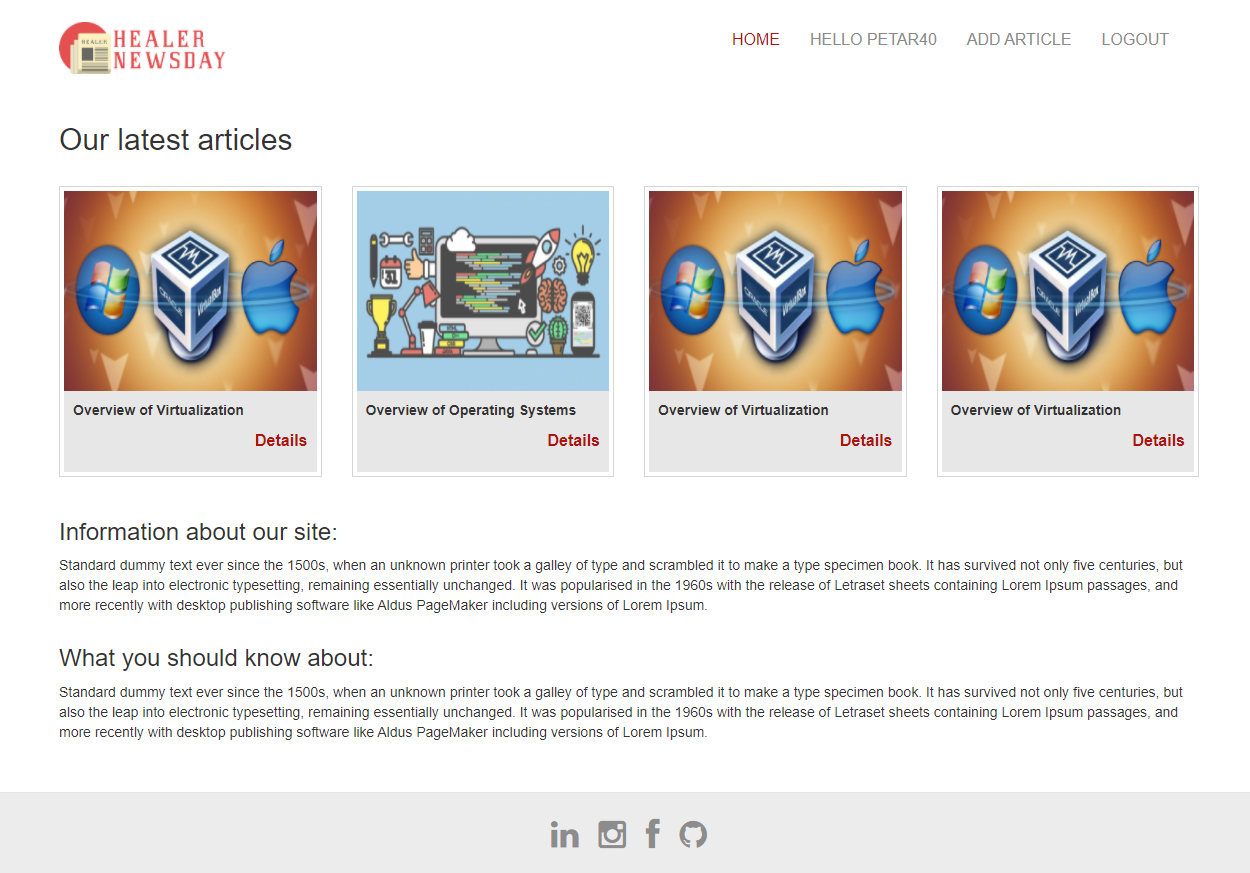 HEALER
HEALER
NEWSDAY
HOME HELLO PETAR40 ADD ARTICLE LOGOUT
Our latest articles
ORACLE VirtualBox
31
ORACLE VirtualBox
ORACLE VirtualBox
Overview of Virtualization
Details
Overview of Operating Systems
Details
Overview of Virtualization
Details
Overview of Virtualization
Details
Information about our site:
Standard dummy text ever since the 1500s, when an unknown printer took a galley of type and scrambled it to make a type specimen book. It has survived not only five centuries, but
also the leap into electronic typesetting, remaining essentially unchanged. It was popularised in the 1960s with the release of Letraset sheets containing Lorem Ipsum passages, and
more recently with desktop publishing software like Aldus PageMaker including versions of Lorem Ipsum.
What you should know about:
Standard dummy text ever since the 1500s, when an unknown printer took a galley of type and scrambled it to make a type specimen book. It has survived not only five centuries, but
also the leap into electronic typesetting, remaining essentially unchanged. It was popularised in the 1960s with the release of Letraset sheets containing Lorem Ipsum passages, and
more recently with desktop publishing software like Aldus PageMaker including versions of Lorem Ipsum.
in
f